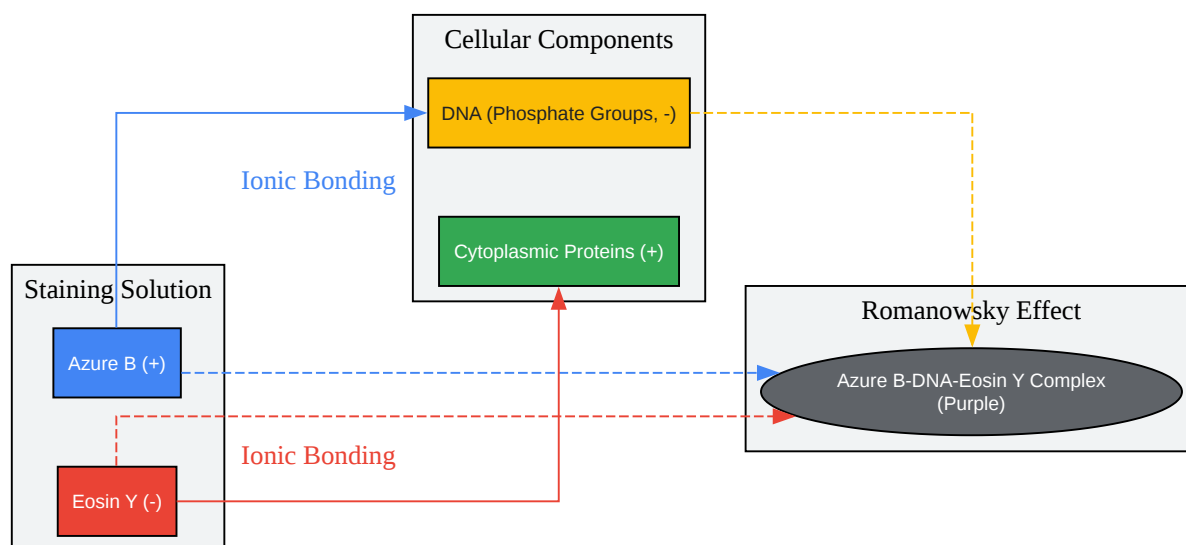 Cellular Components
DNA (Phosphate Groups, -)
Ionic Bonding
Cytoplasmic Proteins (+)
Staining Solution
Azure B (+)
Romanowsky Effect
Azure B-DNA-Eosin Y Complex
(Purple)
Ionic Bonding
Eosin Y (-)